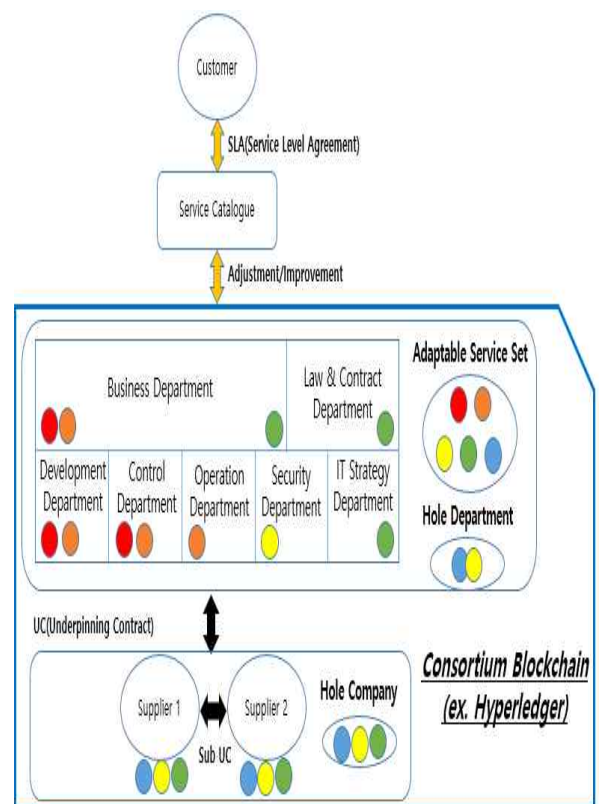 Customer
SLA(Service Level Agreement)
Service Catalogue
Adjustment/Improvement
Adaptable Service Set
Business Department
Law & Contract
Department
Development
Department
Control
Department
Operation
Department
Security
Department
IT Strategy
Department
Hole Department
UC(Underpinning Contract)
Consortium Blockchain
(ex. Hyperledger)
Hole Company
Supplier 1
Supplier 2
Sub UC